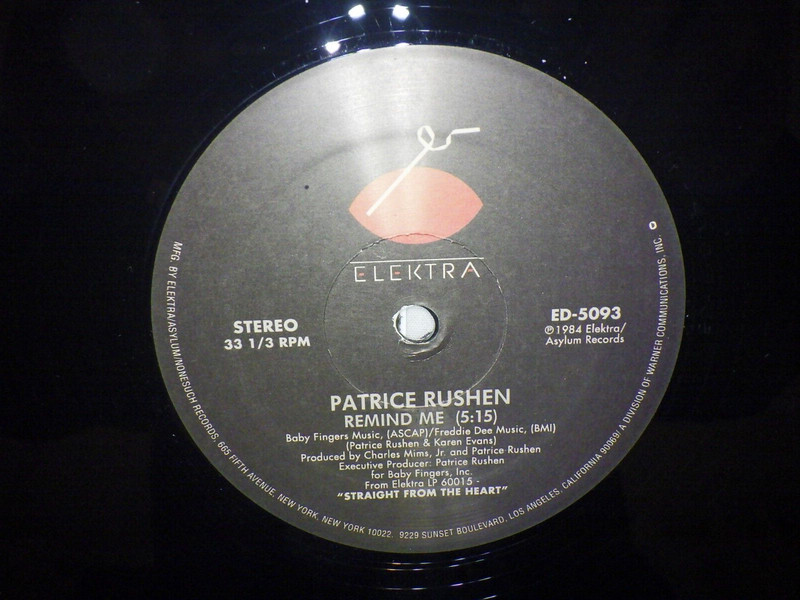 ELEKTRA
STEREO
33 1/3 RPM
ED-5093
℗ 1984 Elektra/
Asylum Records
PATRICE RUSHEN
REMIND ME (5:15)
Baby Fingers Music, (ASCAP)/Freddie Dee Music, (BMI)
(Patrice Rushen & Karen Evans)
Produced by Charles Mims, Jr. and Patrice Rushen
Executive Producer: Patrice Rushen
for Baby Fingers, Inc.
From Elektra LP 60015 -
"STRAIGHT FROM THE HEART"
MFG. BY ELEKTRA/ASYLUM/NONESUCH RECORDS, 665 FIFTH AVENUE, NEW YORK, NEW YORK 10022. 9229 SUNSET BOULEVARD, LOS ANGELES, CALIFORNIA 90069/A DIVISION OF WARNER COMMUNICATIONS, INC. O